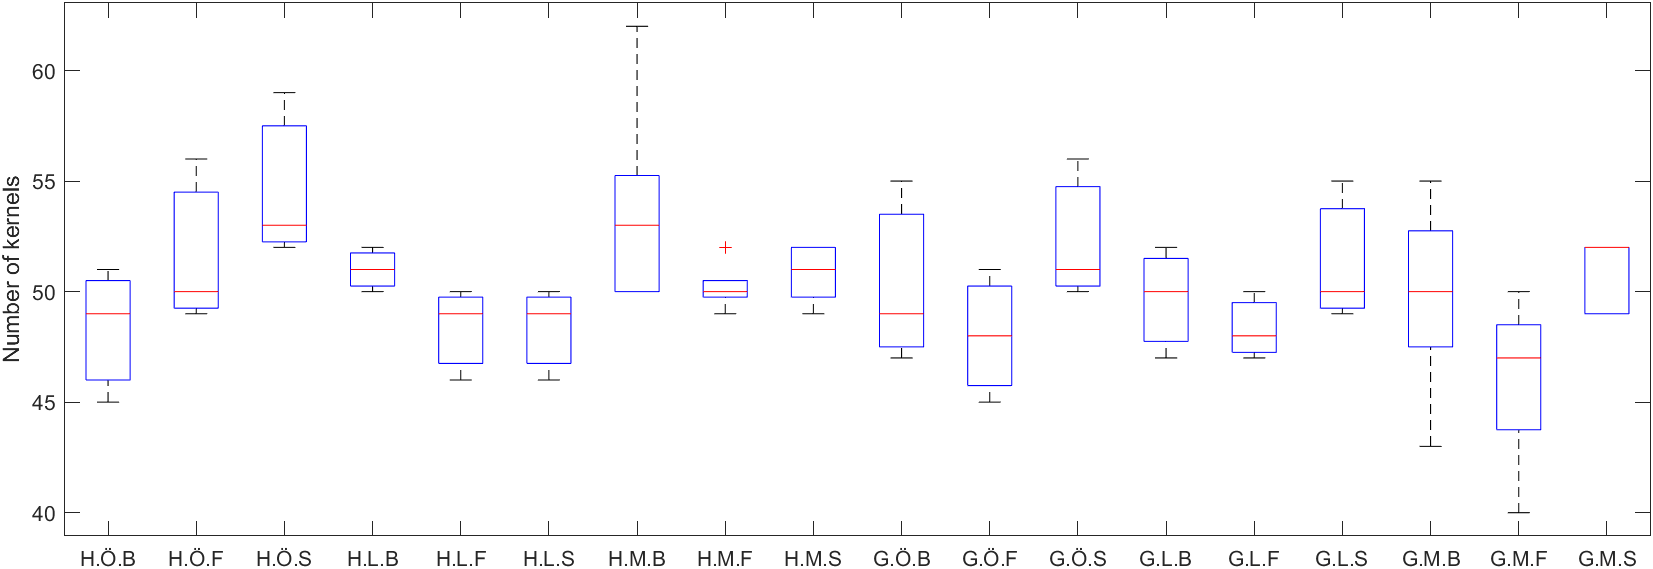 Number of kernels
60
55
50
45
40
H.Ö.B H.Ö.F H.Ö.S H.L.B H.L.F H.L.S H.M.B H.M.F H.M.S G.Ö.B G.Ö.F G.Ö.S G.L.B G.L.F G.L.S G.M.B G.M.F G.M.S